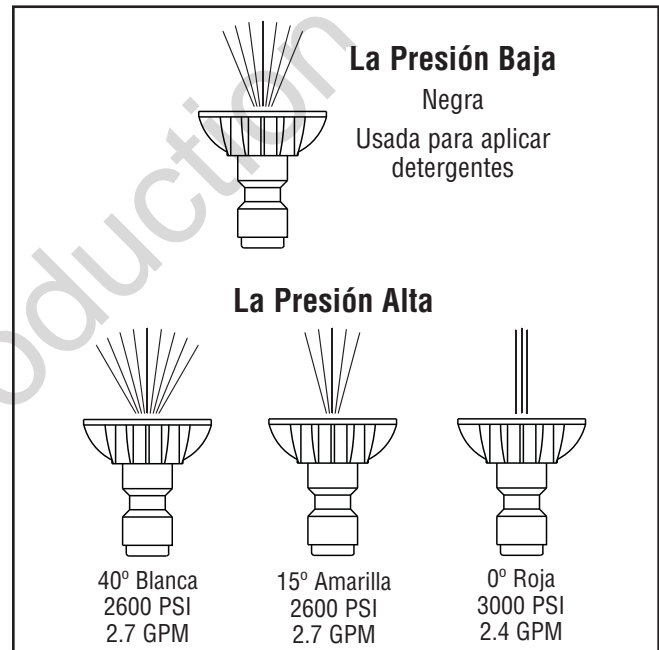 La Presión Baja
Negra
Usada para aplicar
detergentes
La Presión Alta
40º Blanca
2600 PSI
2.7 GPM
15º Amarilla
2600 PSI
2.7 GPM
0º Roja
3000 PSI
2.4 GPM
oduction